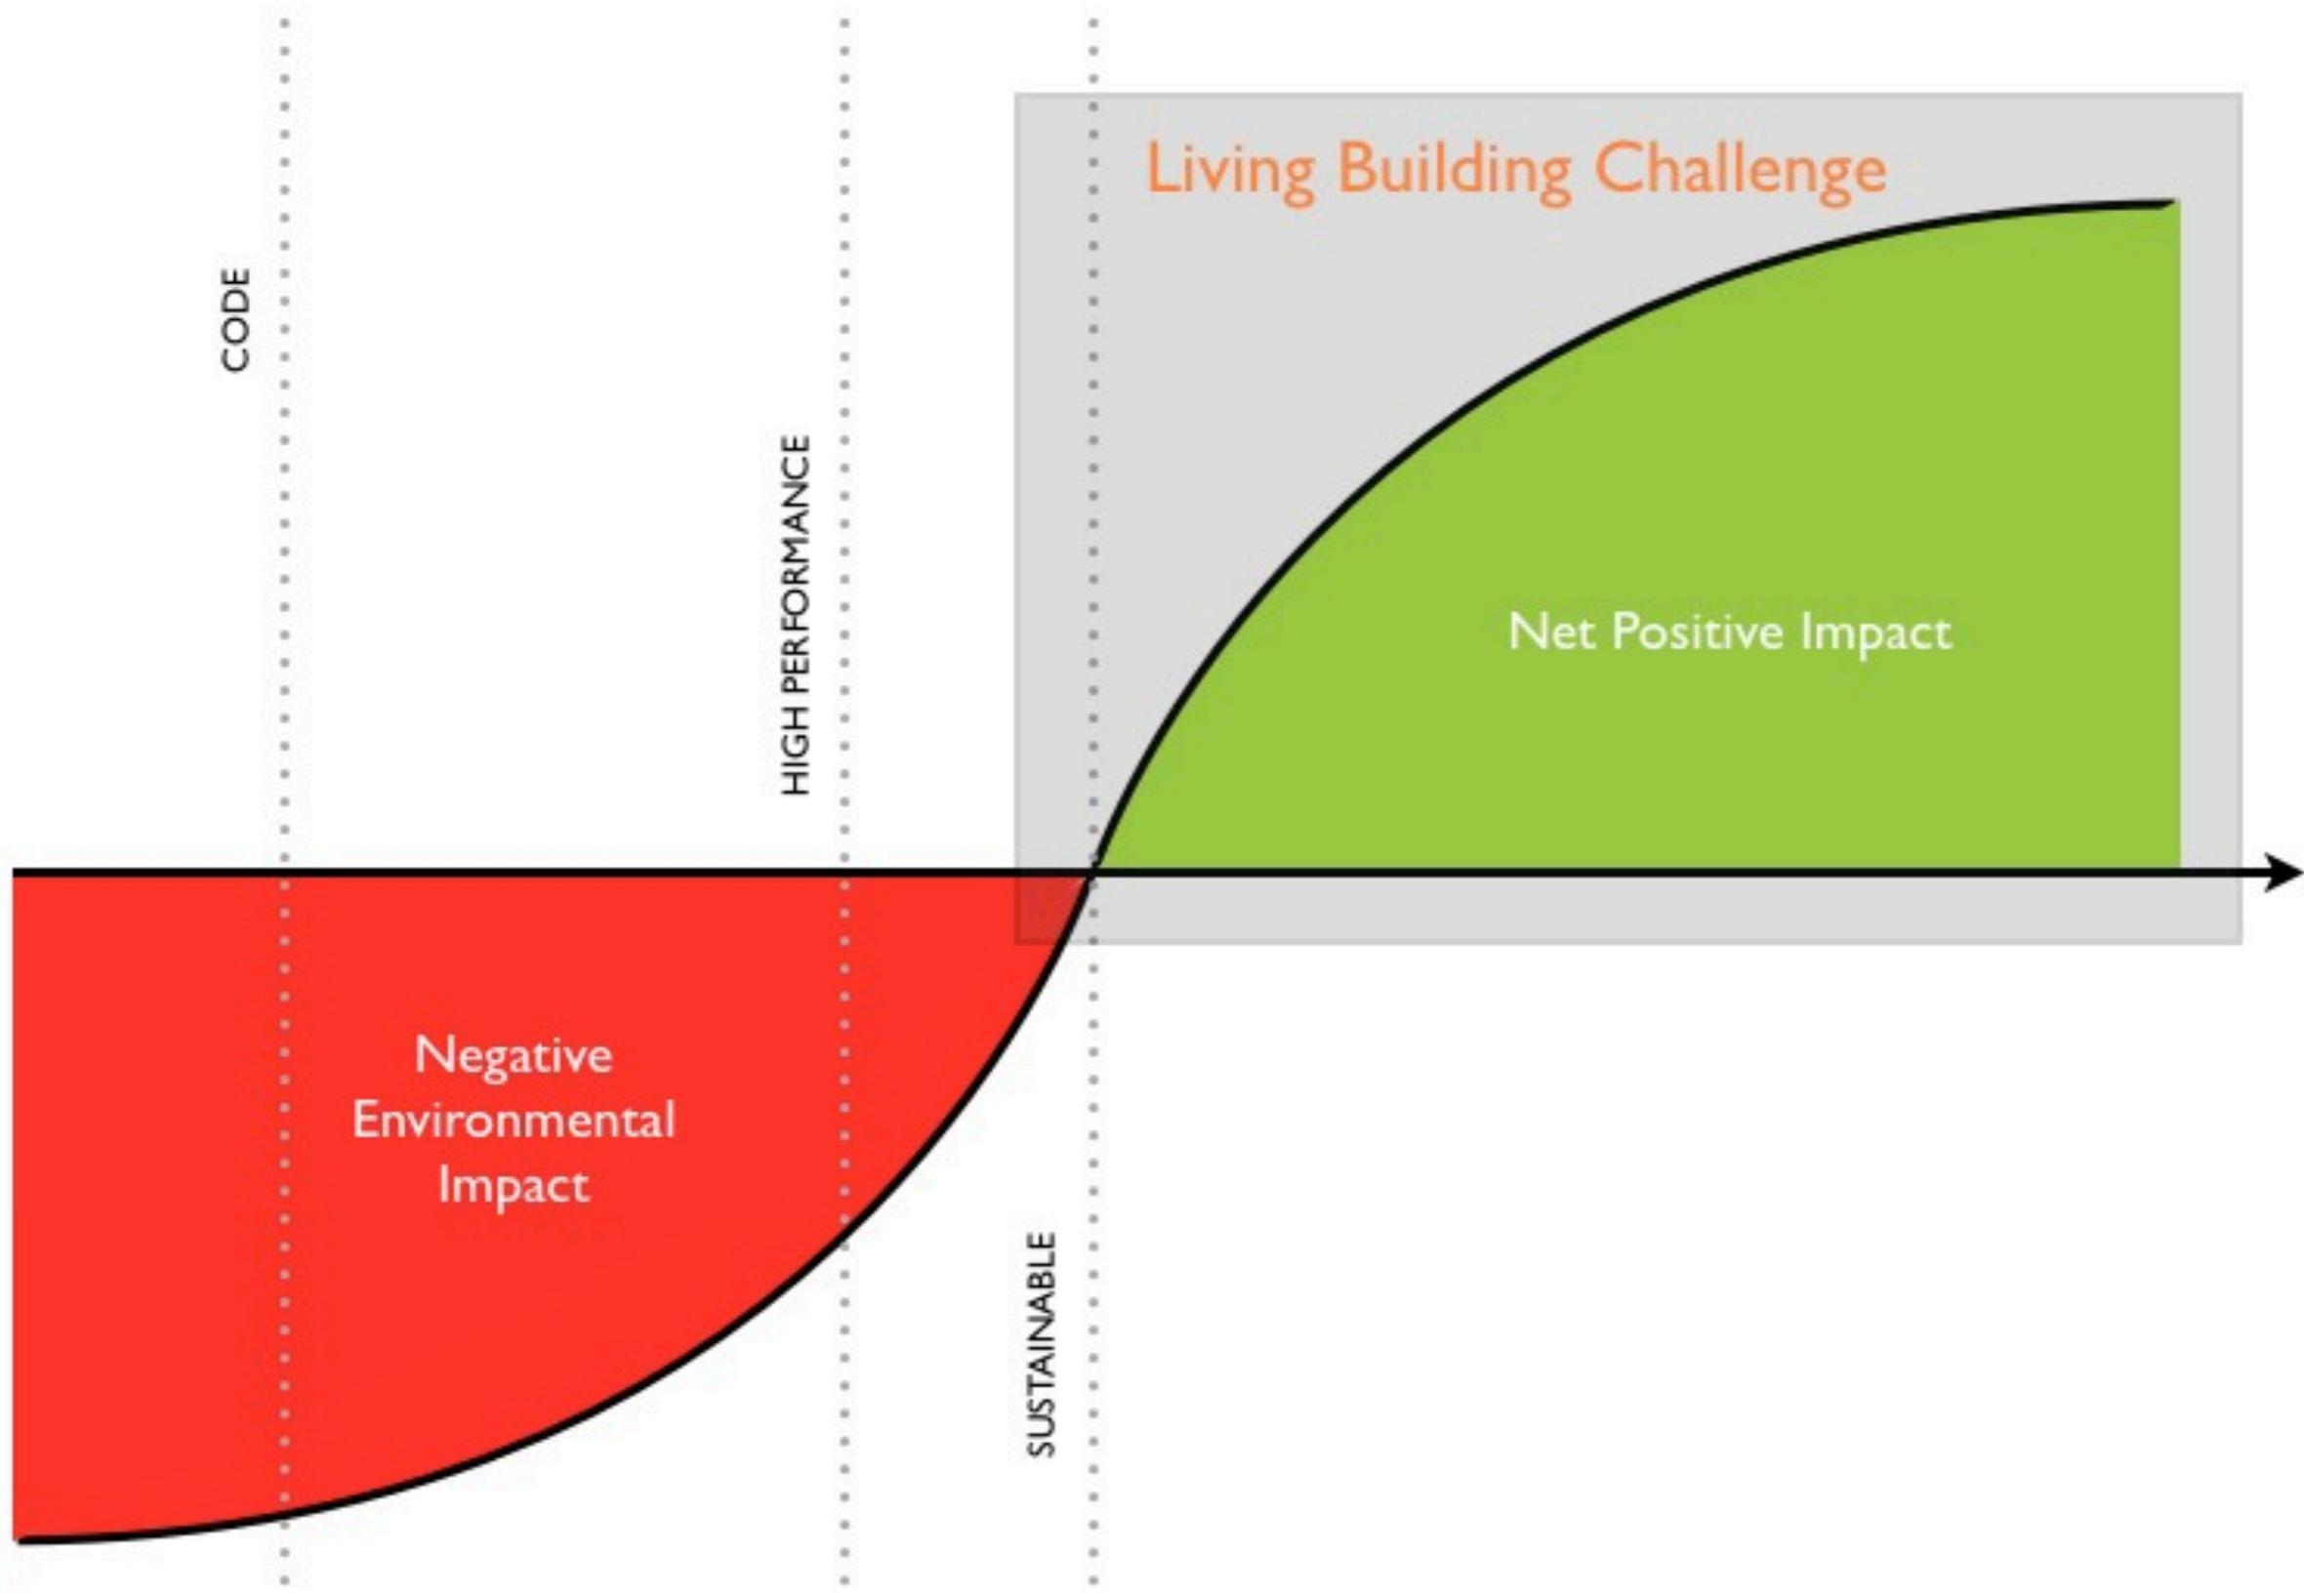 Living Building Challenge
CODE
HIGH PERFORMANCE
Net Positive Impact
Negative
Environmental
Impact
SUSTAINABLE